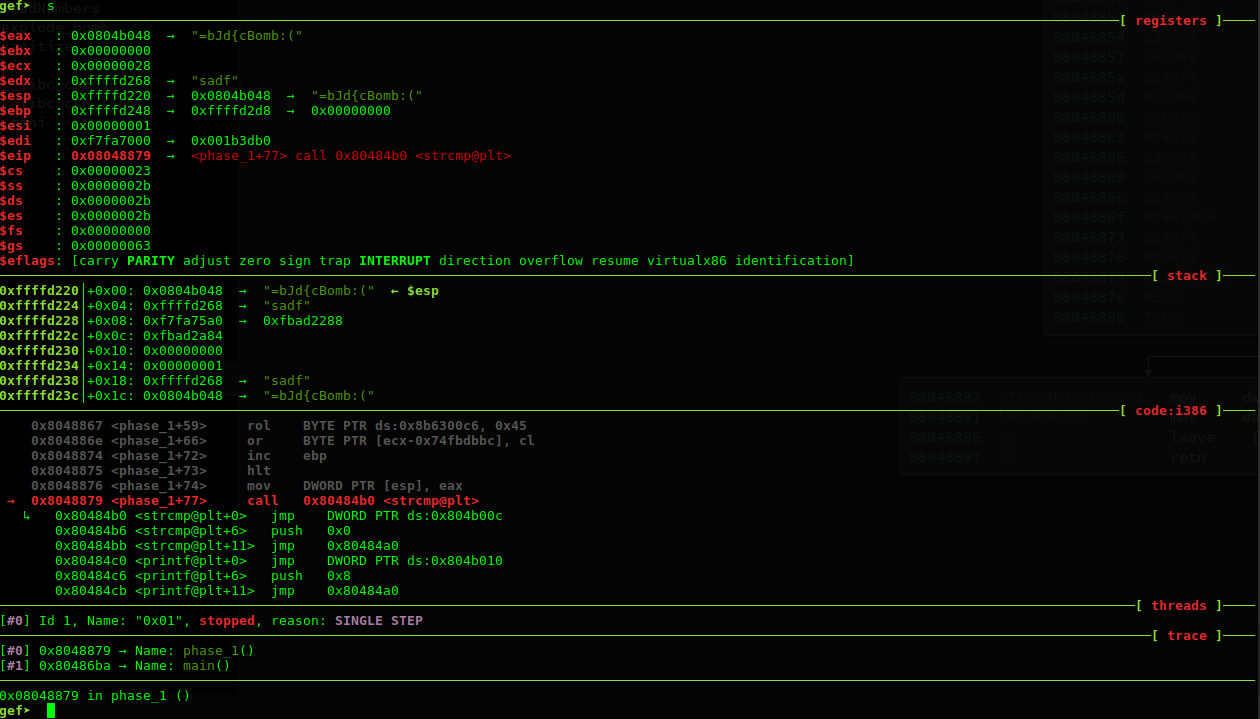 gef➤  s
[ registers ]
$eax   : 0x0804b048  →  "=bJd{cBomb:("
$ebx   : 0x00000000
$ecx   : 0x00000028
$edx   : 0xffffd268  →  "sadf"
$esp   : 0xffffd220  →  0x0804b048  →  "=bJd{cBomb:("
$ebp   : 0xffffd248  →  0xffffd2d8  →  0x00000000
$esi   : 0x00000001
$edi   : 0xf7fa7000  →  0x001b3db0
$eip   : 0x08048879  →  <phase_1+77> call 0x80484b0 <strcmp@plt>
$cs    : 0x00000023
$ss    : 0x0000002b
$ds    : 0x0000002b
$es    : 0x0000002b
$fs    : 0x00000000
$gs    : 0x00000063
$eflags: [carry PARITY adjust zero sign trap INTERRUPT direction overflow resume virtualx86 identification]
[ stack ]
0xffffd220│+0x00: 0x0804b048  →  "=bJd{cBomb:("  ← $esp
0xffffd224│+0x04: 0xffffd268  →  "sadf"
0xffffd228│+0x08: 0xf7fa75a0  →  0xfbad2288
0xffffd22c│+0x0c: 0xfbad2a84
0xffffd230│+0x10: 0x00000000
0xffffd234│+0x14: 0x00000001
0xffffd238│+0x18: 0xffffd268  →  "sadf"
0xffffd23c│+0x1c: 0x0804b048  →  "=bJd{cBomb:("
[ code:i386 ]
0x8048867 <phase_1+59>     rol    BYTE PTR ds:0x8b6300c6, 0x45
0x804886e <phase_1+66>     or     BYTE PTR [ecx-0x74fbdbbc], cl
0x8048874 <phase_1+72>     inc    ebp
0x8048875 <phase_1+73>     hlt
0x8048876 <phase_1+74>     mov    DWORD PTR [esp], eax
→  0x8048879 <phase_1+77>     call   0x80484b0 <strcmp@plt>
↳  0x80484b0 <strcmp@plt+0>   jmp    DWORD PTR ds:0x804b00c
0x80484b6 <strcmp@plt+6>   push   0x0
0x80484bb <strcmp@plt+11>  jmp    0x80484a0
0x80484c0 <printf@plt+0>   jmp    DWORD PTR ds:0x804b010
0x80484c6 <printf@plt+6>   push   0x8
0x80484cb <printf@plt+11>  jmp    0x80484a0
[ threads ]
[#0] Id 1, Name: "0x01", stopped, reason: SINGLE STEP
[ trace ]
[#0] 0x8048879 → Name: phase_1()
[#1] 0x80486ba → Name: main()
0x08048879 in phase_1 ()
gef➤